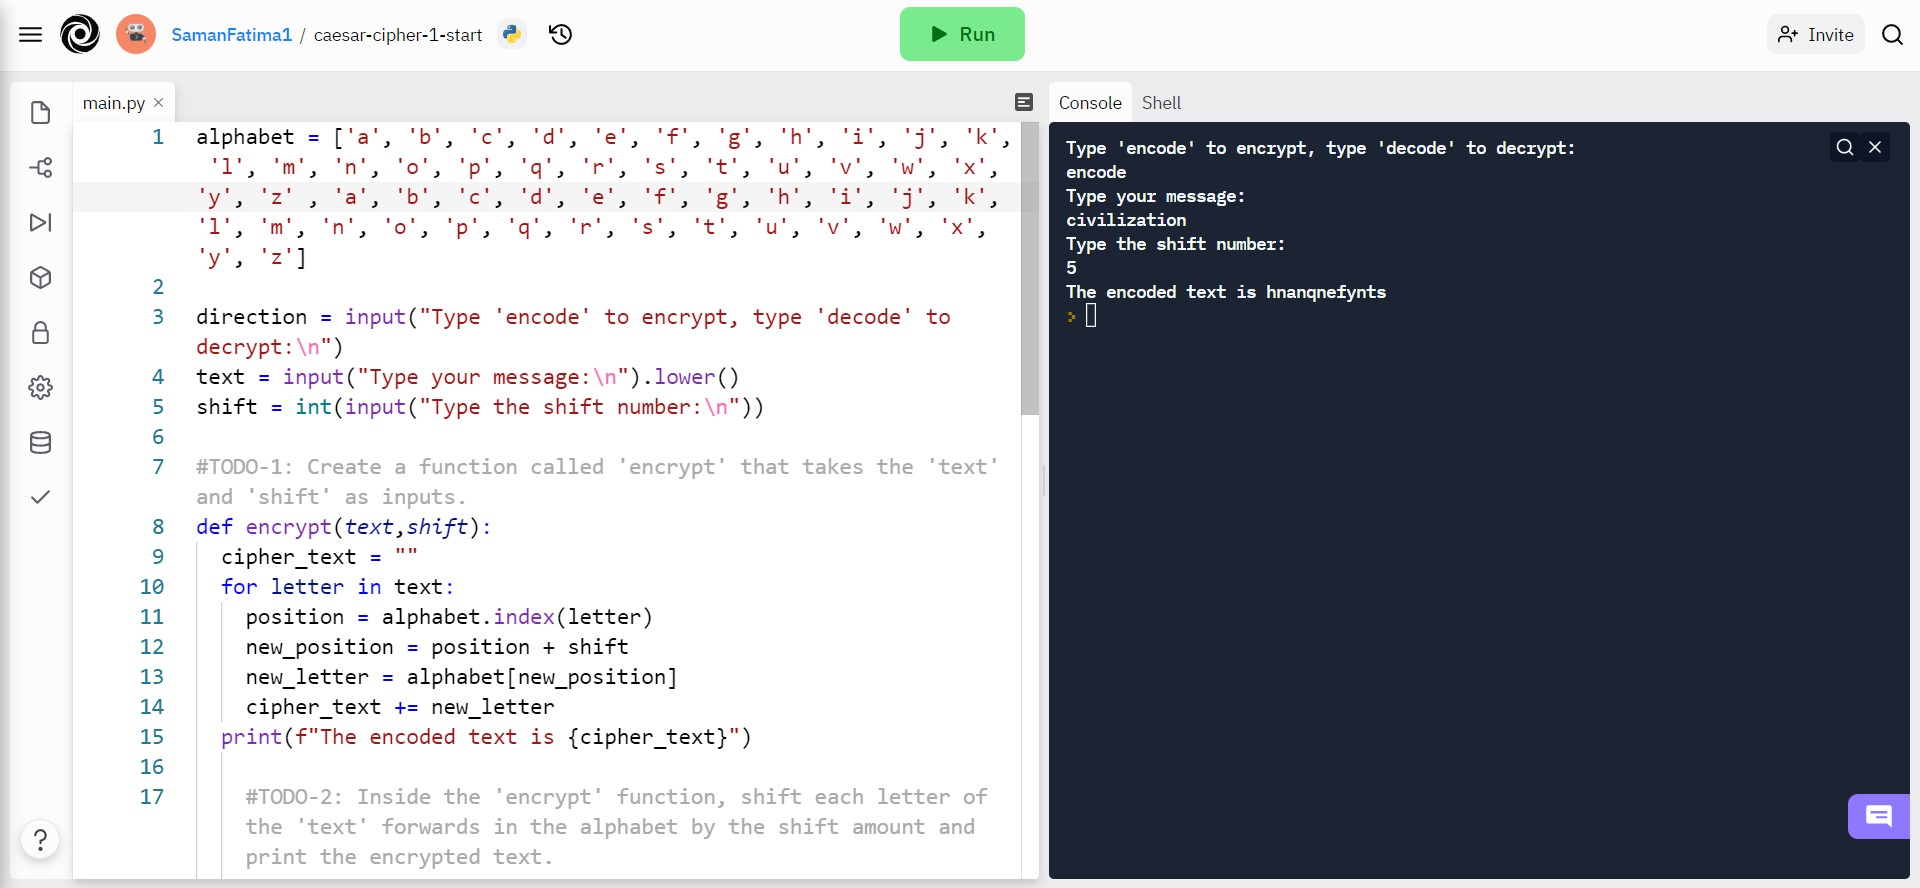 SamanFatima1 / caesar-cipher-1-start
Run
Invite
main.py
Console Shell
1 alphabet = ['a', 'b', 'c', 'd', 'e', 'f', 'g', 'h', 'i', 'j', 'k',
'l', 'm', 'n', 'o', 'p', 'q', 'r', 's', 't', 'u', 'v', 'w', 'x',
'y', 'z' , 'a', 'b', 'c', 'd', 'e', 'f', 'g', 'h', 'i', 'j', 'k',
'l', 'm', 'n', 'o', 'p', 'q', 'r', 's', 't', 'u', 'v', 'w', 'x',
'y', 'z']
2
3 direction = input("Type 'encode' to encrypt, type 'decode' to
decrypt:\n")
4 text = input("Type your message:\n").lower()
5 shift = int(input("Type the shift number:\n"))
6
7 #TODO-1: Create a function called 'encrypt' that takes the 'text'
and 'shift' as inputs.
8 def encrypt(text,shift):
9 cipher_text = ""
10 for letter in text:
11 position = alphabet.index(letter)
12 new_position = position + shift
13 new_letter = alphabet[new_position]
14 cipher_text += new_letter
15 print(f"The encoded text is {cipher_text}")
16
17 #TODO-2: Inside the 'encrypt' function, shift each letter of
the 'text' forwards in the alphabet by the shift amount and
print the encrypted text.
Type 'encode' to encrypt, type 'decode' to decrypt:
encode
Type your message:
civilization
Type the shift number:
5
The encoded text is hnanqnefynts